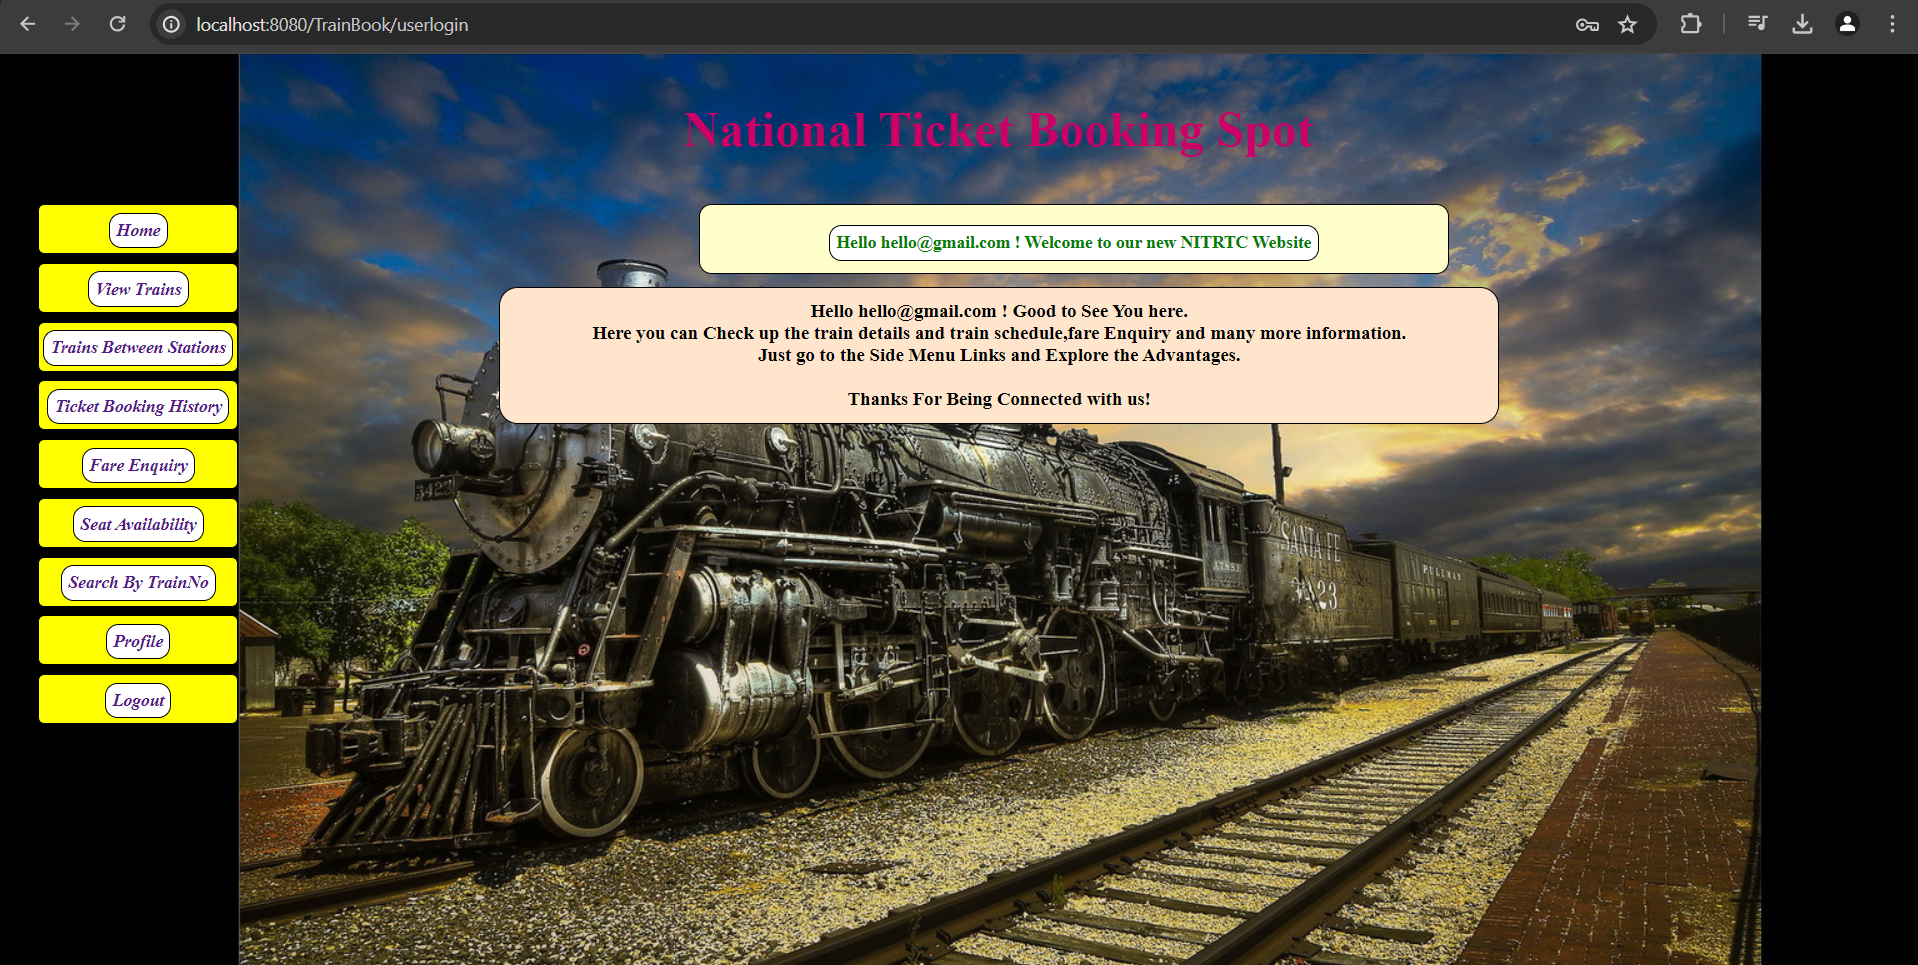 localhost:8080/TrainBook/userlogin
National Ticket Booking Spot
Home
View Trains
Trains Between Stations
Ticket Booking History
Fare Enquiry
Seat Availability
Search By TrainNo
Profile
Logout
Hello hello@gmail.com ! Welcome to our new NITRTC Website
Hello hello@gmail.com ! Good to See You here.
Here you can Check up the train details and train schedule,fare Enquiry and many more information.
Just go to the Side Menu Links and Explore the Advantages.
Thanks For Being Connected with us!
5423
SANTA FE
PULLMAN